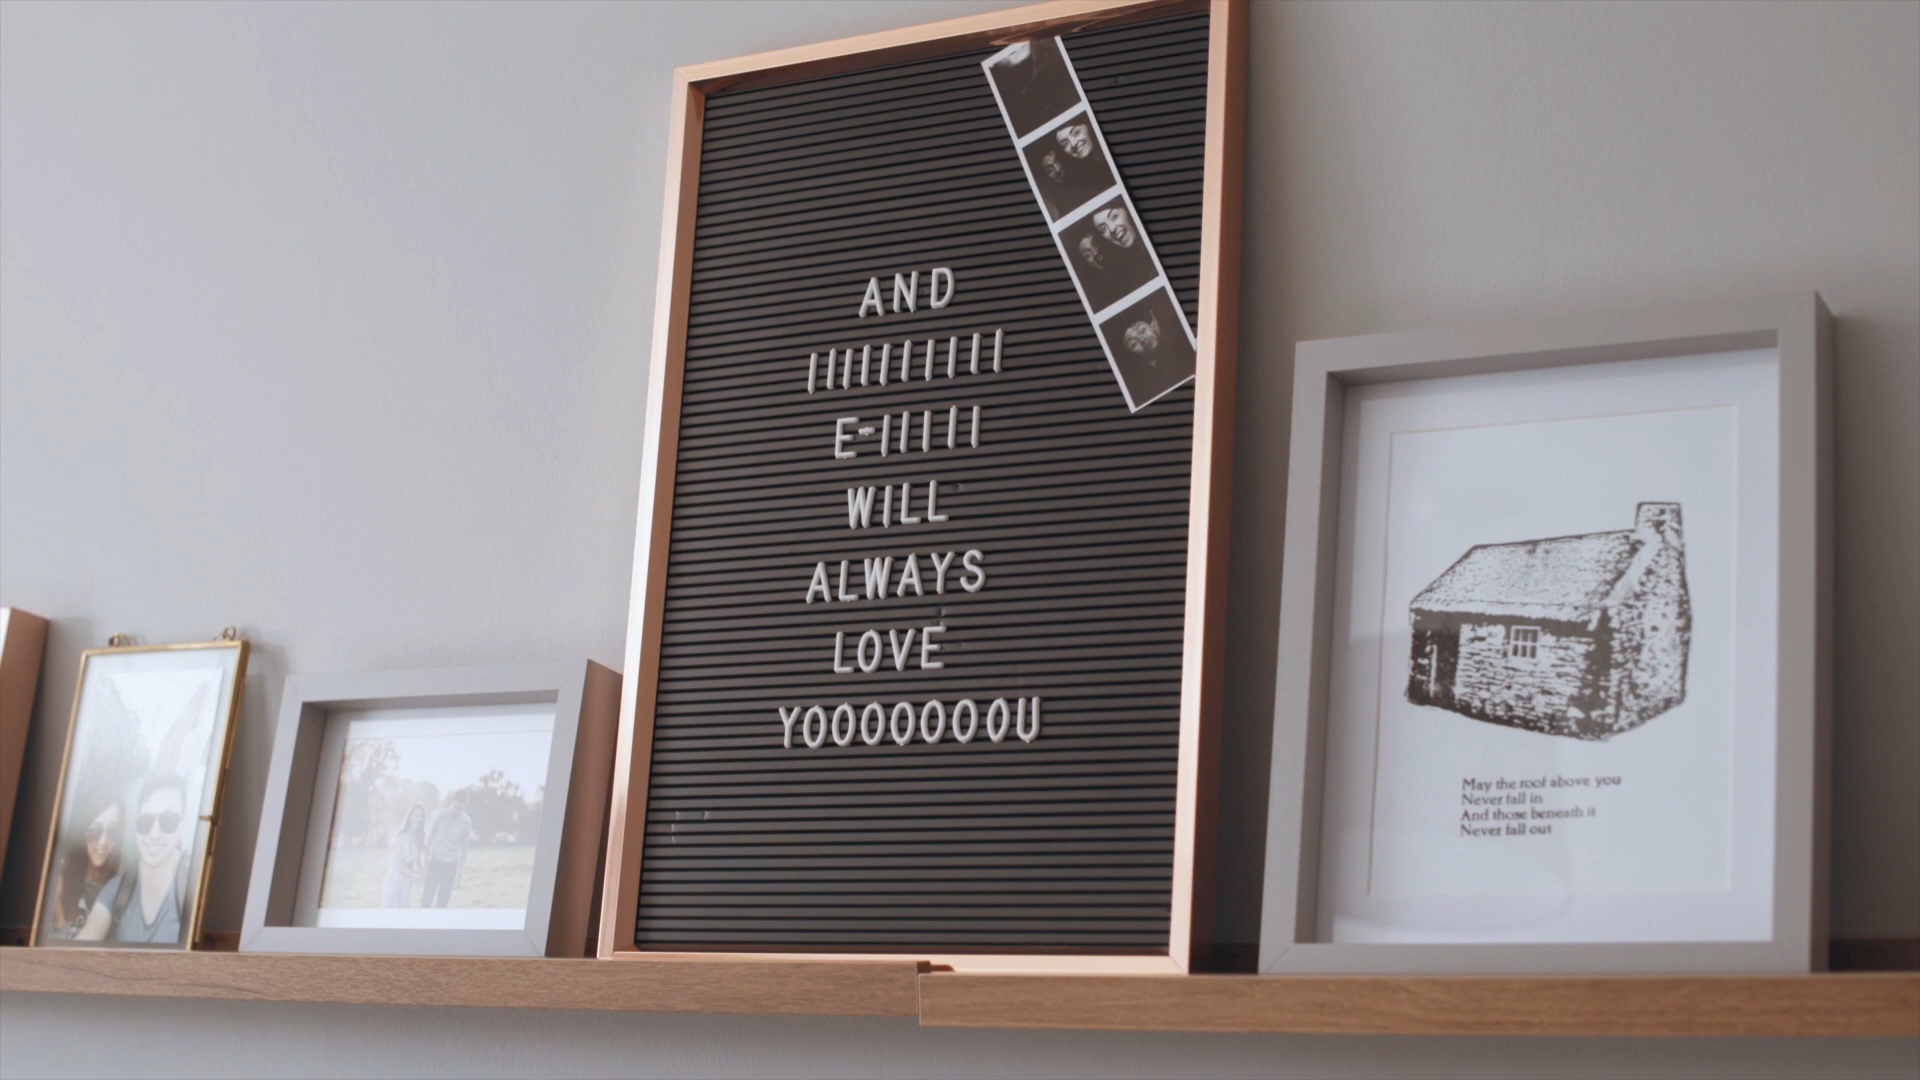 AND
IIIIIIIIII
E-IIIII
WILL
ALWAYS
LOVE
YOOOOOOOU
May the roof above you
Never fall in
And those beneath it
Never fall out